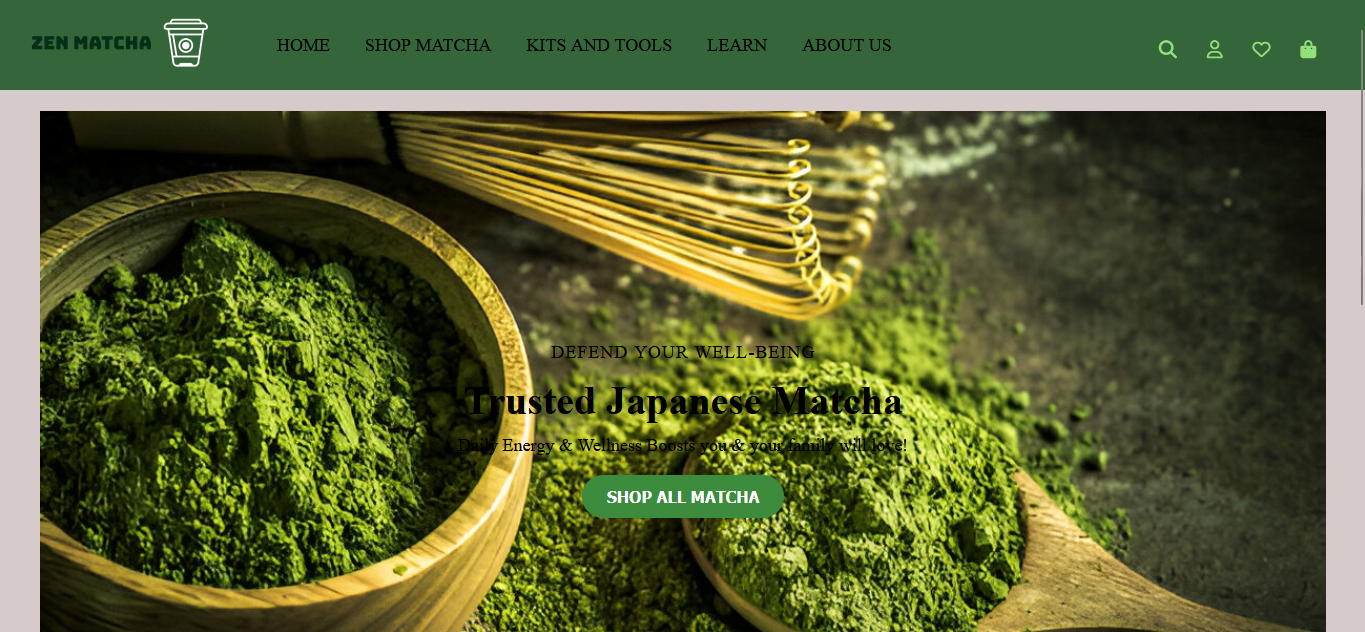 ZEN MATCHA
HOME SHOP MATCHA KITS AND TOOLS LEARN ABOUT US
DEFEND YOUR WELL-BEING
Trusted Japanese Matcha
Daily Energy & Wellness Boosts you & your family will love!
SHOP ALL MATCHA